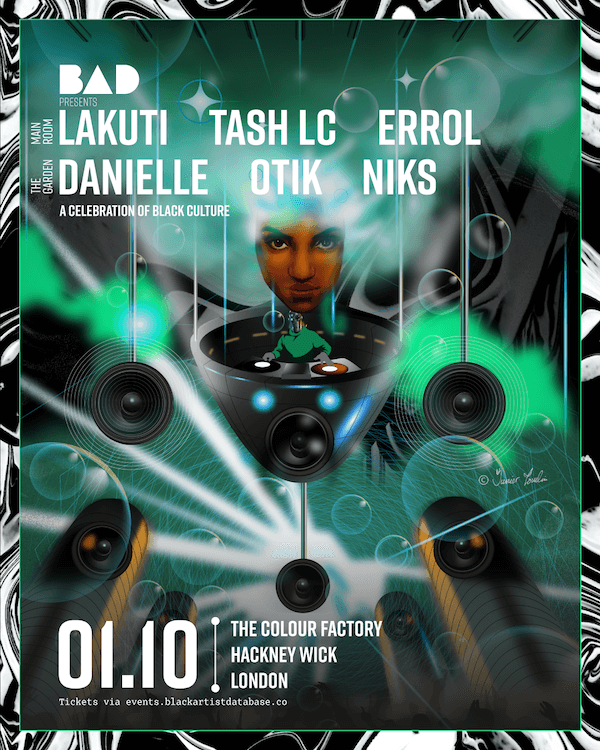 BAD
PRESENTS
MAIN ROOM
LAKUTI TASH LC ERROL
THE GARDEN
DANIELLE OTIK NIKS
A CELEBRATION OF BLACK CULTURE
©
01.10
THE COLOUR FACTORY
HACKNEY WICK
LONDON
Tickets via events.blackartistdatabase.co